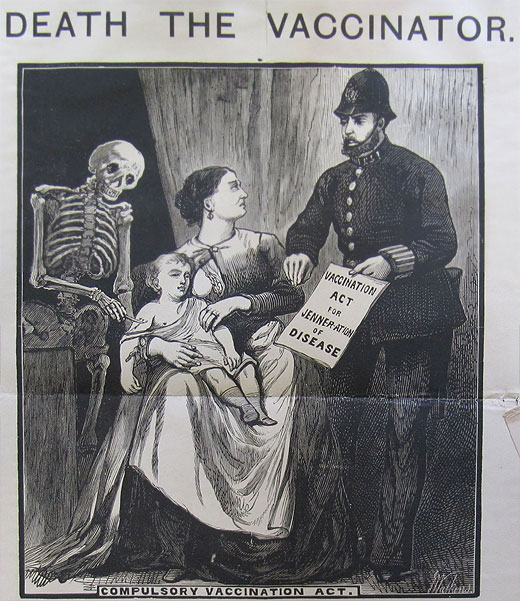 DEATH THE VACCINATOR.
VACCINATION
ACT
FOR
JENNER-ATION
OF
DISEASE
COMPULSORY VACCINATION ACT.